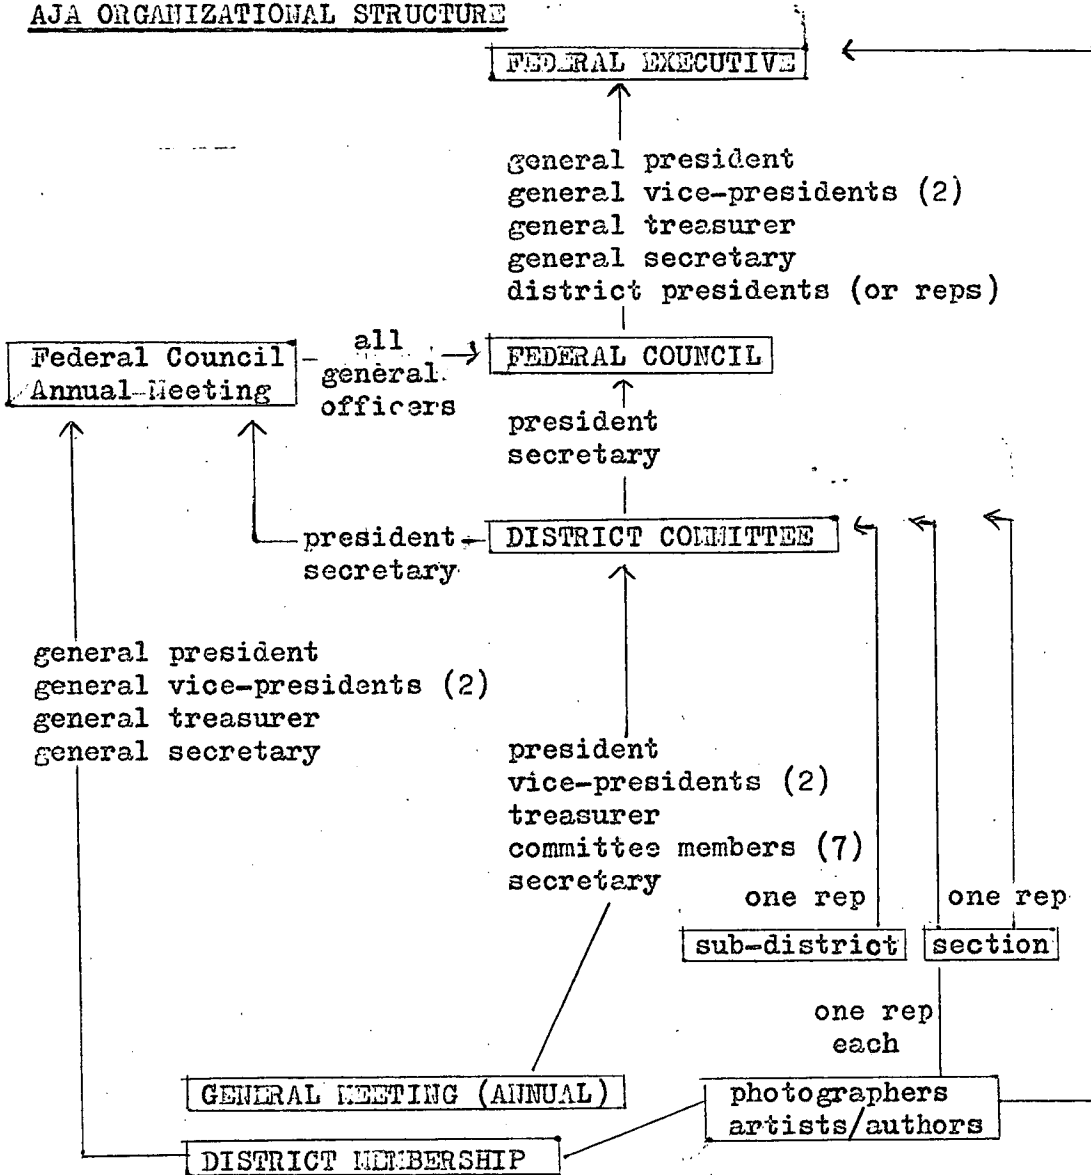 AJA ORGANIZATIONAL STRUCTURE
FEDERAL EXECUTIVE
general president
general vice-presidents (2)
general treasurer
general secretary
district presidents (or reps)
Federal Council
Annual Meeting
all
general
officers
FEDERAL COUNCIL
president
secretary
president
secretary
DISTRICT COMMITTEE
general president
general vice-presidents (2)
general treasurer
general secretary
president
vice-presidents (2)
treasurer
committee members (7)
secretary
one rep
one rep
sub-district
section
one rep
each
GENERAL MEETING (ANNUAL)
photographers
artists/authors
DISTRICT MEMBERSHIP